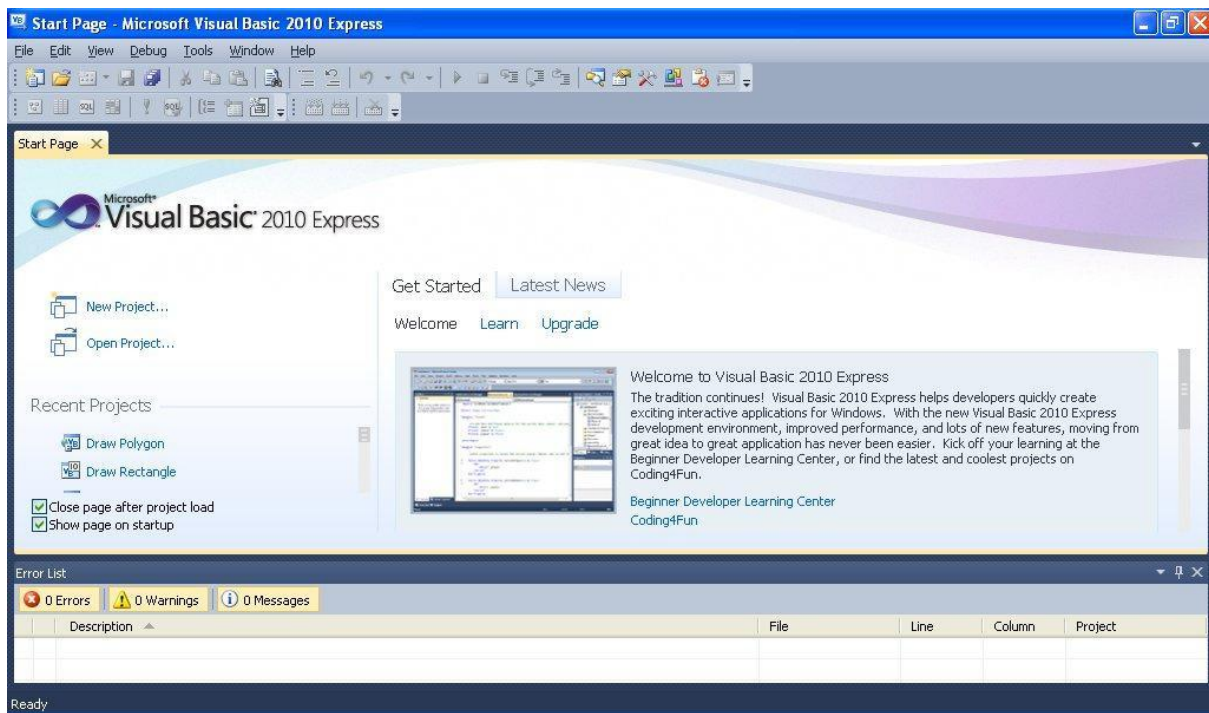 Start Page - Microsoft Visual Basic 2010 Express
File Edit View Debug Tools Window Help
Start Page
Microsoft®
Visual Basic® 2010 Express
New Project...
Open Project...
Recent Projects
Draw Polygon
Draw Rectangle
Close page after project load
Show page on startup
Get Started Latest News
Welcome Learn Upgrade
Welcome to Visual Basic 2010 Express
The tradition continues! Visual Basic 2010 Express helps developers quickly create
exciting interactive applications for Windows. With the new Visual Basic 2010 Express
development environment, improved performance, and lots of new features, moving from
great idea to great application has never been easier. Kick off your learning at the
Beginner Developer Learning Center, or find the latest and coolest projects on
Coding4Fun.
Beginner Developer Learning Center
Coding4Fun
Error List
0 Errors 0 Warnings 0 Messages
Description File Line Column Project
Ready